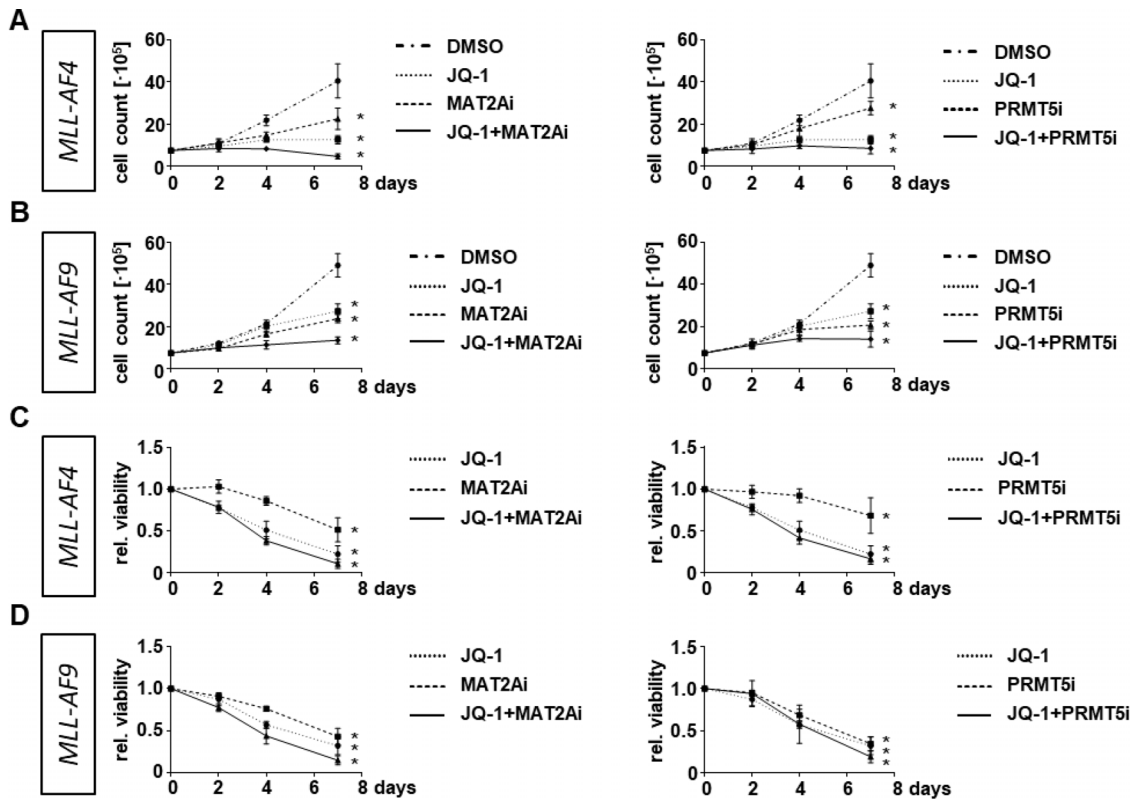 A
MLL-AF4
cell count [·10⁵]
60
40
20
0
0 2 4 6 8 days
*
*
*
DMSO
JQ-1
MAT2Ai
JQ-1+MAT2Ai
cell count [·10⁵]
60
40
20
0
0 2 4 6 8 days
*
*
*
DMSO
JQ-1
PRMT5i
JQ-1+PRMT5i
B
MLL-AF9
cell count [·10⁵]
60
40
20
0
0 2 4 6 8 days
*
*
*
DMSO
JQ-1
MAT2Ai
JQ-1+MAT2Ai
cell count [·10⁵]
60
40
20
0
0 2 4 6 8 days
*
*
*
DMSO
JQ-1
PRMT5i
JQ-1+PRMT5i
C
MLL-AF4
rel. viability
1.5
1.0
0.5
0
0 2 4 6 8 days
*
*
*
JQ-1
MAT2Ai
JQ-1+MAT2Ai
rel. viability
1.5
1.0
0.5
0
0 2 4 6 8 days
*
*
*
JQ-1
PRMT5i
JQ-1+PRMT5i
D
MLL-AF9
rel. viability
1.5
1.0
0.5
0
0 2 4 6 8 days
*
*
*
JQ-1
MAT2Ai
JQ-1+MAT2Ai
rel. viability
1.5
1.0
0.5
0
0 2 4 6 8 days
*
*
*
JQ-1
PRMT5i
JQ-1+PRMT5i